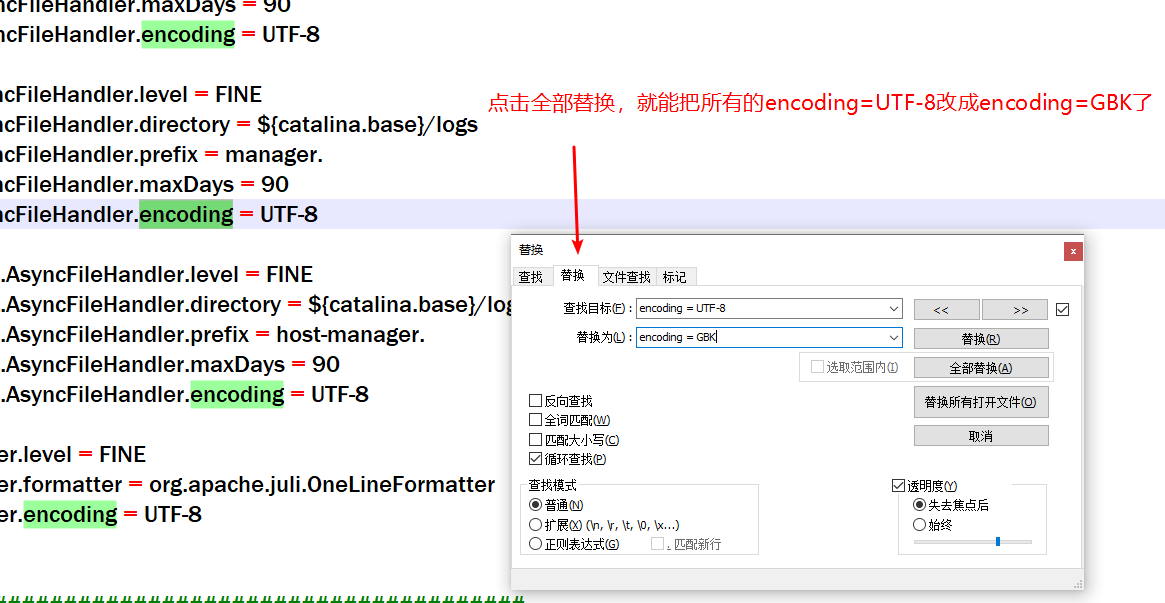 ncFileHandler.maxDays = 90
ncFileHandler.encoding = UTF-8
ncFileHandler.level = FINE
点击全部替换，就能把所有的encoding=UTF-8改成encoding=GBK了
ncFileHandler.directory = ${catalina.base}/logs
ncFileHandler.prefix = manager.
ncFileHandler.maxDays = 90
ncFileHandler.encoding = UTF-8
.AsyncFileHandler.level = FINE
.AsyncFileHandler.directory = ${catalina.base}/log
.AsyncFileHandler.prefix = host-manager.
.AsyncFileHandler.maxDays = 90
.AsyncFileHandler.encoding = UTF-8
er.level = FINE
er.formatter = org.apache.juli.OneLineFormatter
er.encoding = UTF-8
替换
x
查找 替换 文件查找 标记
查找目标(F) : encoding = UTF-8 << >>
替换为(L) : encoding = GBK 替换(R)
选取范围内(I) 全部替换(A)
反向查找 替换所有打开文件(O)
全词匹配(W)
匹配大小写(C) 取消
循环查找(P)
查找模式 透明度(Y)
普通(N) 失去焦点后
扩展(X) (\n, \r, \t, \0, \x...) 始终
正则表达式(G) . 匹配新行
####################################